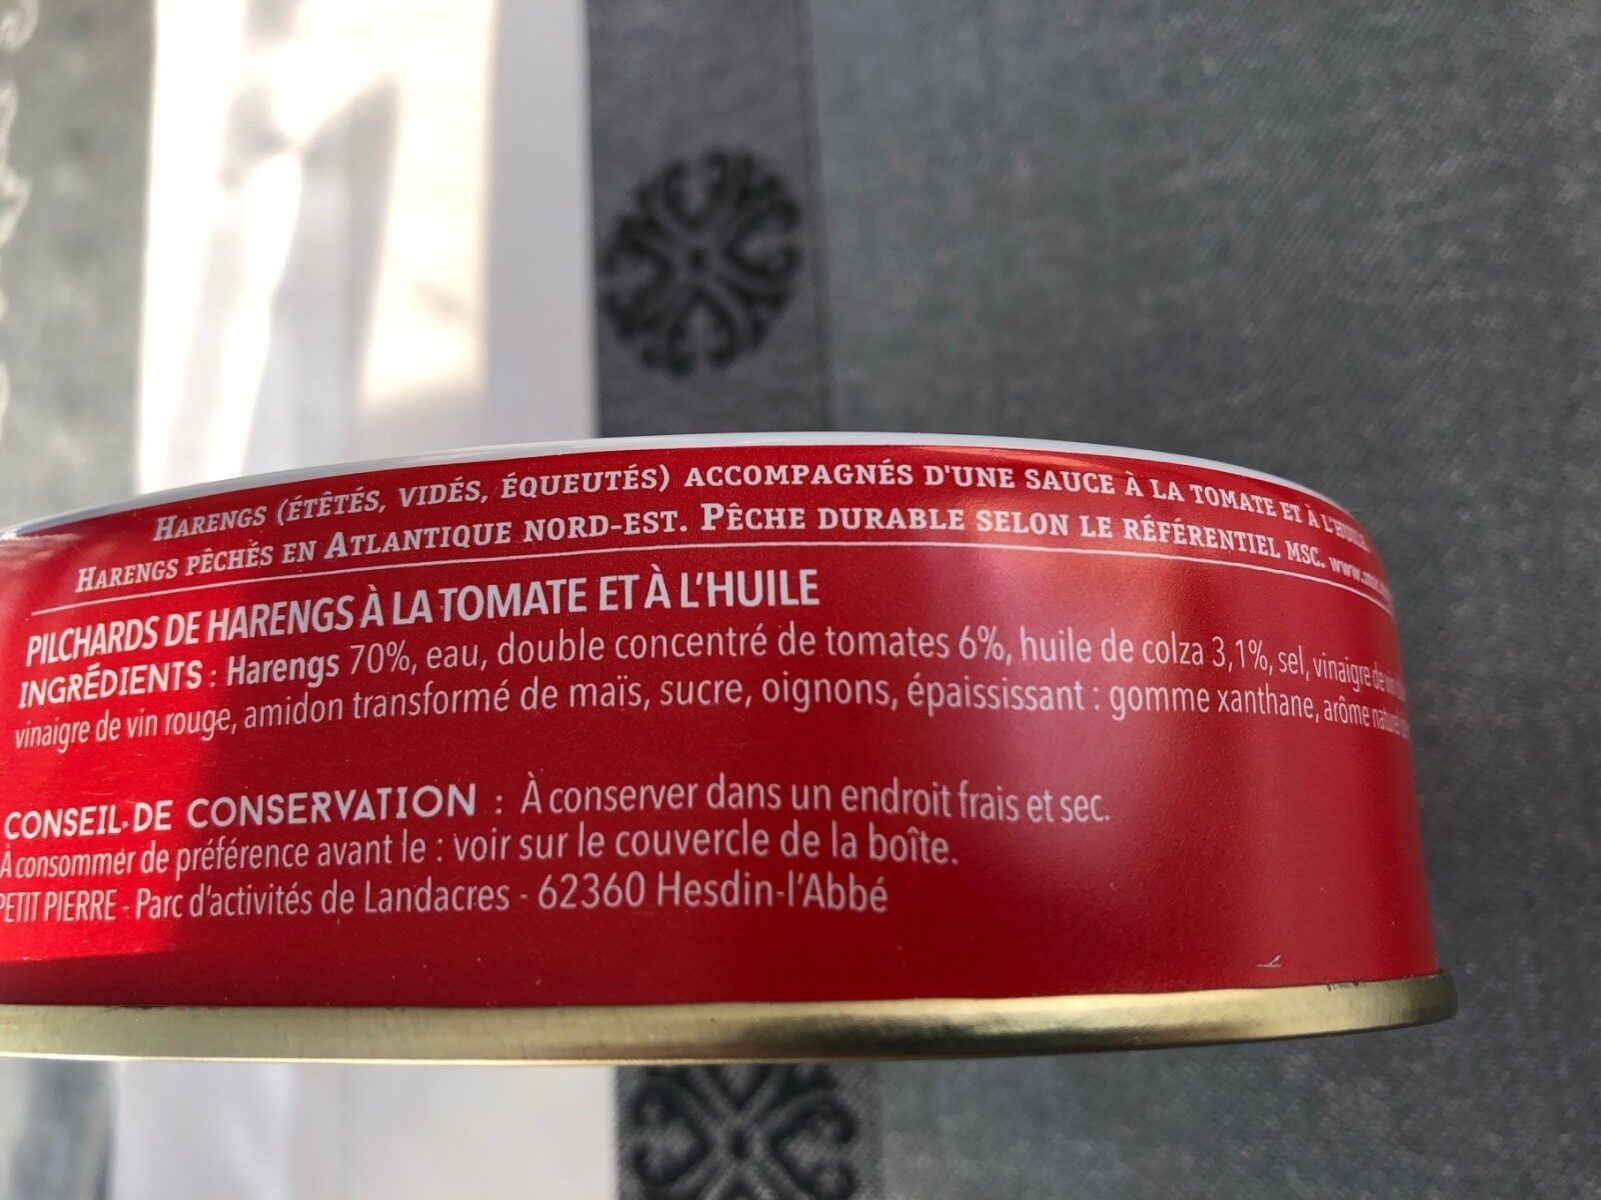 HARENGS (ÉTÊTÉS, VIDÉS, ÉQUEUTÉS) ACCOMPAGNÉS D'UNE SAUCE À LA TOMATE ET À L'HUILE.
HARENGS PÊCHÉS EN ATLANTIQUE NORD-EST. PÊCHE DURABLE SELON LE RÉFÉRENTIEL MSC.
PILCHARDS DE HARENGS À LA TOMATE ET À L'HUILE
INGRÉDIENTS : Harengs 70%, eau, double concentré de tomates 6%, huile de colza 3,1%, sel, vinaigre de
vinaigre de vin rouge, amidon transformé de maïs, sucre, oignons, épaississant : gomme xanthane, arôme naturel
CONSEIL DE CONSERVATION : À conserver dans un endroit frais et sec.
À consommer de préférence avant le : voir sur le couvercle de la boîte.
PETIT PIERRE - Parc d'activités de Landacres - 62360 Hesdin-l'Abbé